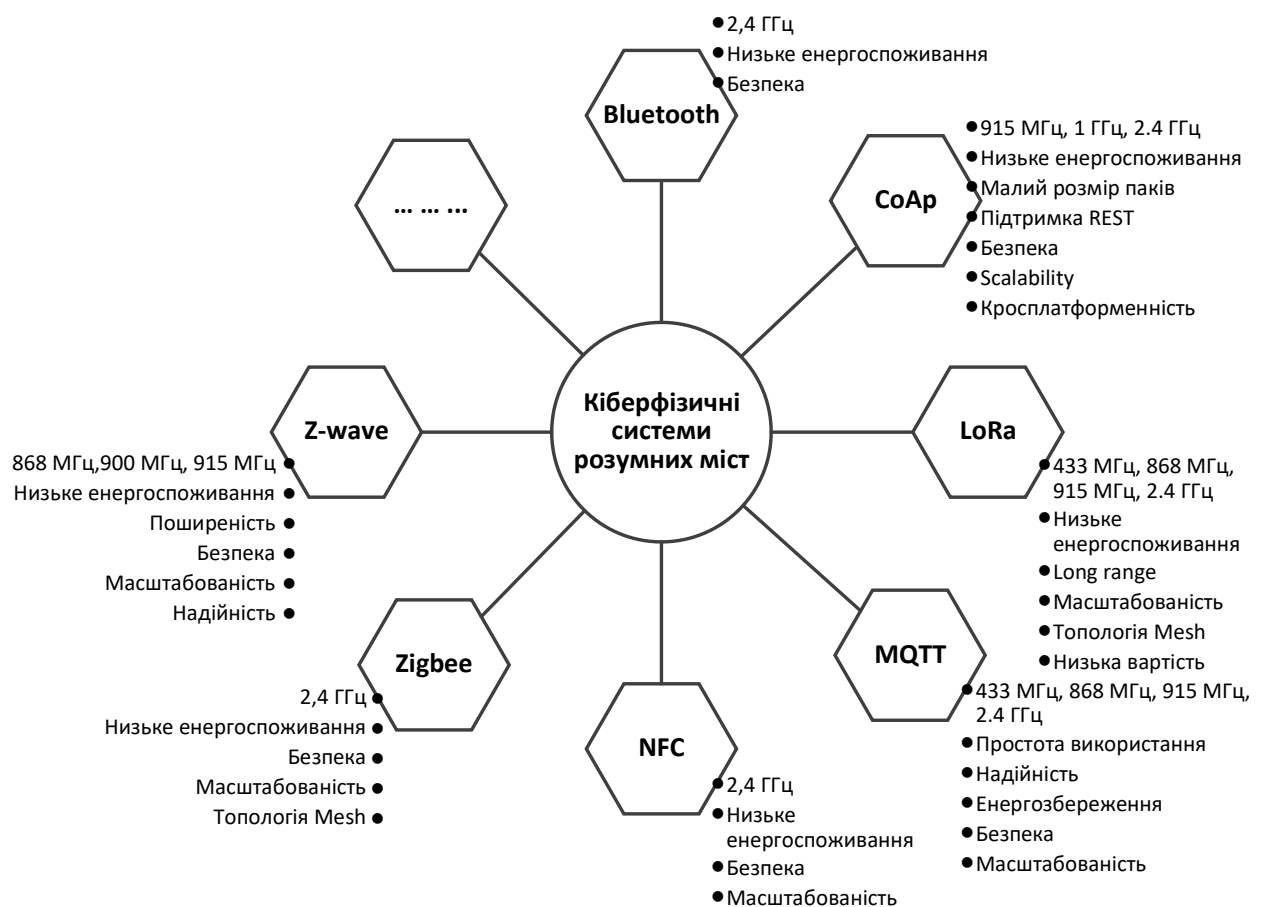 • 2,4 ГГц
• Низьке енергоспоживання
• Безпека
Bluetooth
• 915 МГц, 1 ГГц, 2.4 ГГц
• Низьке енергоспоживання
• Малий розмір паків
• Підтримка REST
• Безпека
• Scalability
• Кросплатформенність
CoAp
... ... ...
Кіберфізичні
системи
розумних міст
Z-wave
868 МГц,900 МГц, 915 МГц •
Низьке енергоспоживання •
Поширеність •
Безпека •
Масштабованість •
Надійність •
LoRa
• 433 МГц, 868 МГц,
915 МГц, 2.4 ГГц
• Низьке
енергоспоживання
• Long range
• Масштабованість
• Топологія Mesh
• Низька вартість
Zigbee
2,4 ГГц •
Низьке енергоспоживання •
Безпека •
Масштабованість •
Топологія Mesh •
NFC
• 2,4 ГГц
• Низьке
енергоспоживання
• Безпека
• Масштабованість
MQTT
• 433 МГц, 868 МГц, 915 МГц,
2.4 ГГц
• Простота використання
• Надійність
• Енергозбереження
• Безпека
• Масштабованість